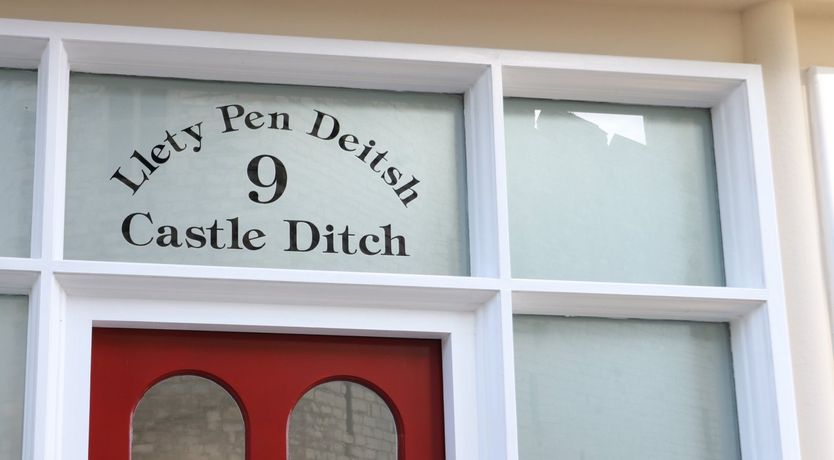 Llety Pen Deitsh
9
Castle Ditch